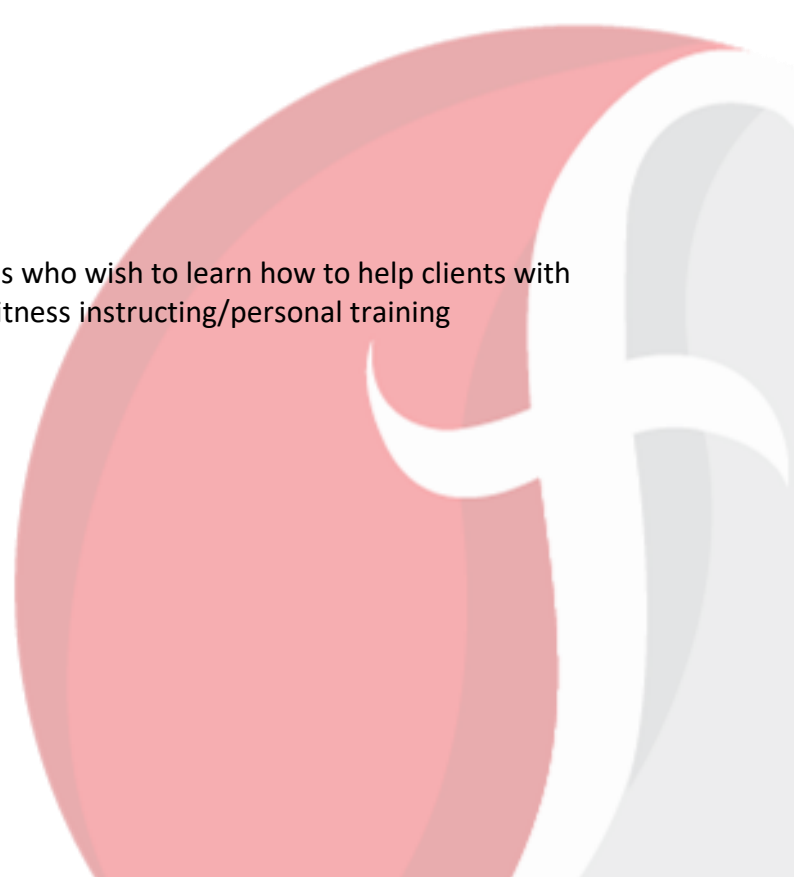 s who wish to learn how to help clients with
itness instructing/personal training